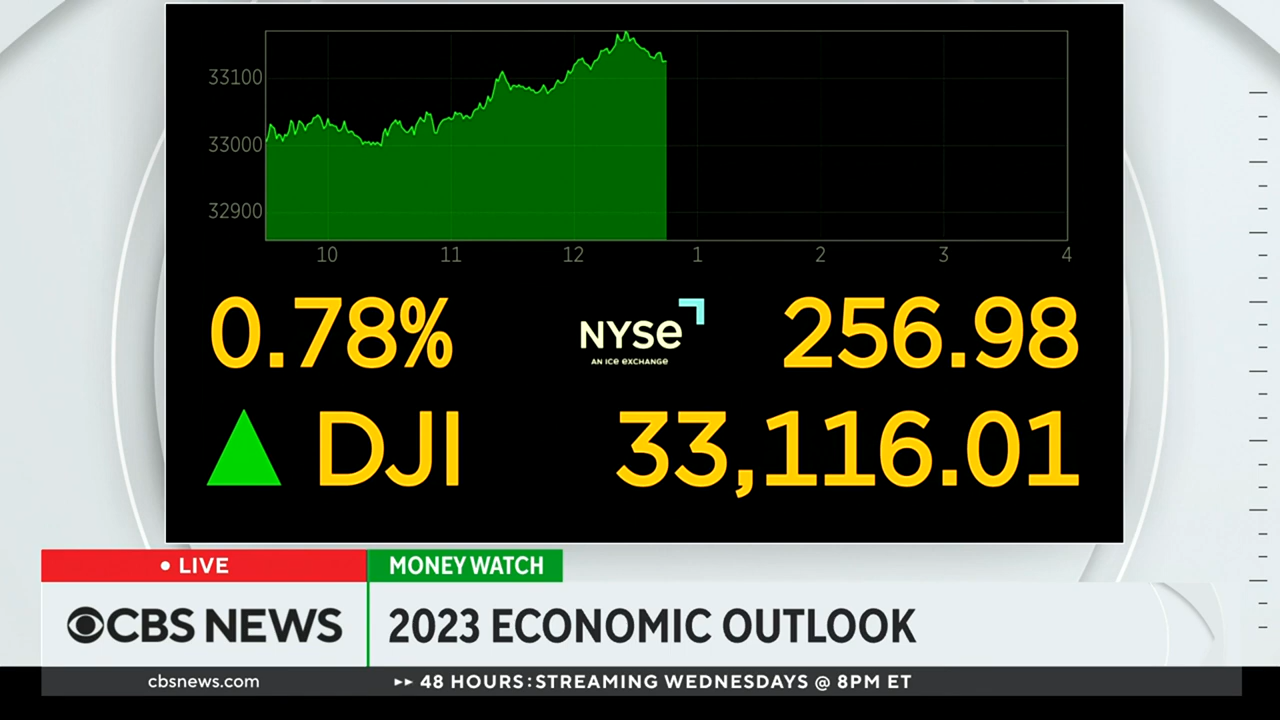 33100
33000
32900
10 11 12 1 2 3 4
0.78% NYSE 256.98
AN ICE EXCHANGE
DJI 33,116.01
• LIVE MONEY WATCH
CBS NEWS 2023 ECONOMIC OUTLOOK
cbsnews.com 48 HOURS: STREAMING WEDNESDAYS @ 8PM ET